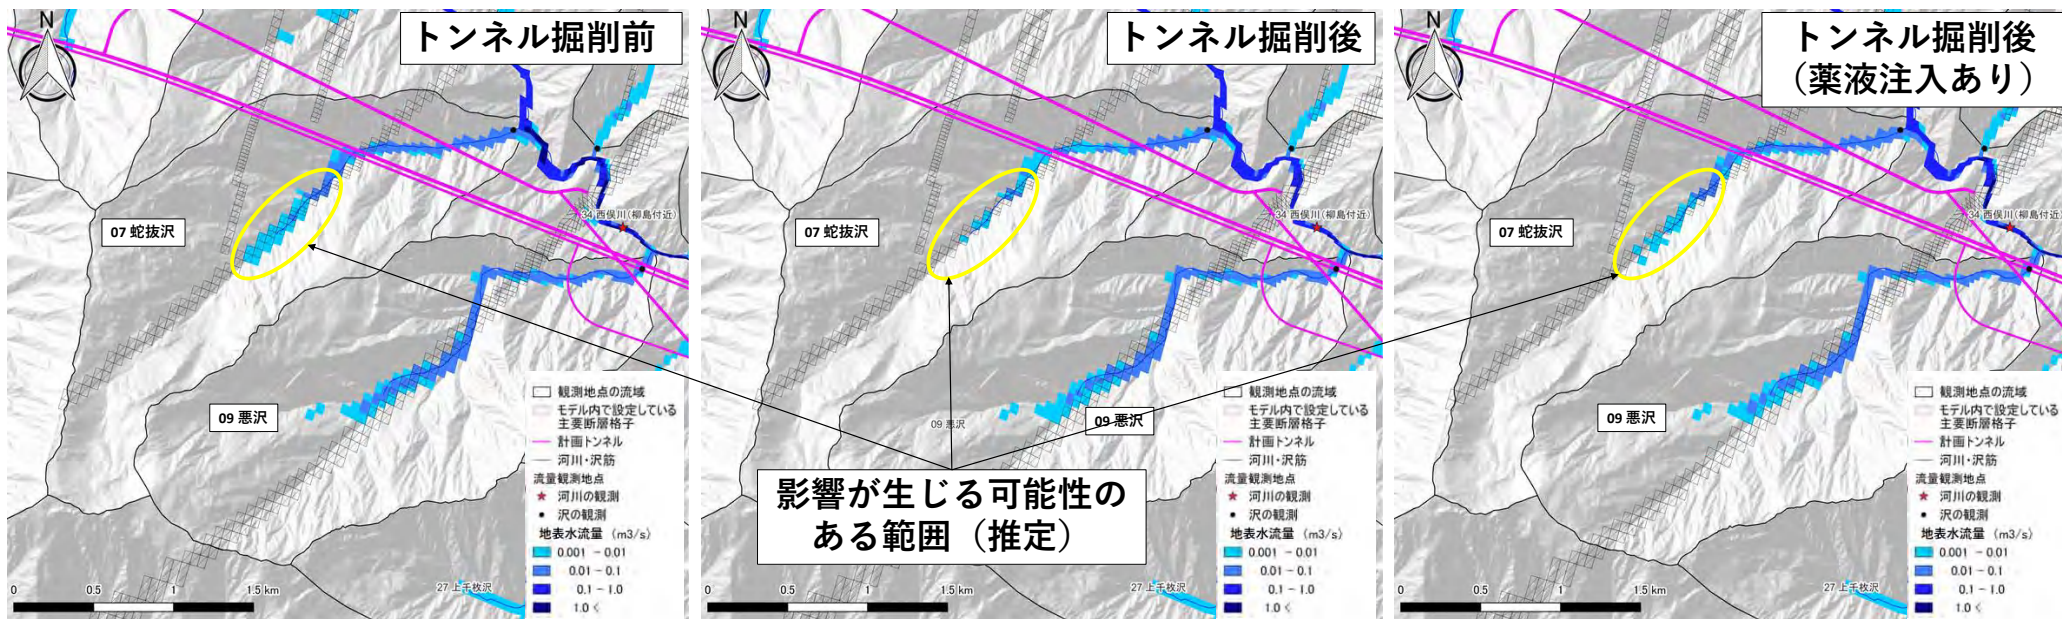 トンネル掘削前
N
07 蛇抜沢
34 西俣川(柳島付近)
09 悪沢
27 上千枚沢
観測地点の流域
モデル内で設定している
主要断層格子
計画トンネル
河川・沢筋
流量観測地点
河川の観測
沢の観測
地表水流量 (m3/s)
0.001 - 0.01
0.01 - 0.1
0.1 - 1.0
1.0 <
0 0.5 1 1.5 km
トンネル掘削後
N
07 蛇抜沢
34 西俣川(柳島付近)
09 悪沢
09 悪沢
27 上千枚沢
観測地点の流域
モデル内で設定している
主要断層格子
計画トンネル
河川・沢筋
流量観測地点
河川の観測
沢の観測
地表水流量 (m3/s)
0.001 - 0.01
0.01 - 0.1
0.1 - 1.0
1.0 <
0 0.5 1 1.5 km
影響が生じる可能性の
ある範囲（推定）
トンネル掘削後
（薬液注入あり）
N
07 蛇抜沢
34 西俣川(柳島付近)
09 悪沢
27 上千枚沢
観測地点の流域
モデル内で設定している
主要断層格子
計画トンネル
河川・沢筋
流量観測地点
河川の観測
沢の観測
地表水流量 (m3/s)
0.001 - 0.01
0.01 - 0.1
0.1 - 1.0
1.0 <
0 0.5 1 1.5 km